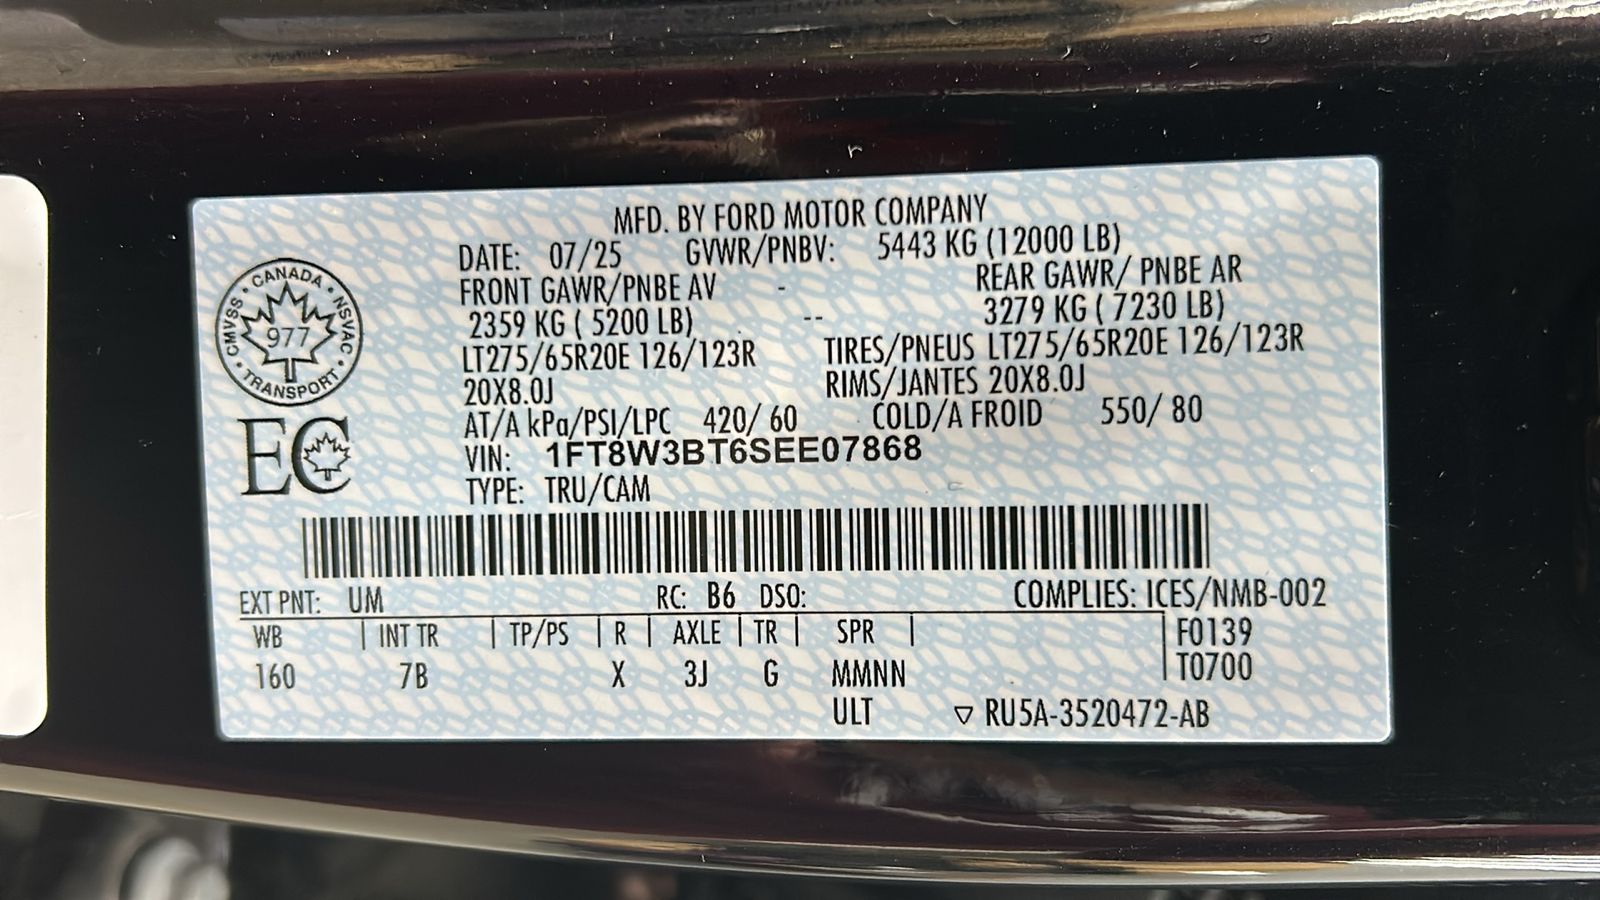 MFD. BY FORD MOTOR COMPANY
DATE: 07/25 GVWR/PNBV: 5443 KG (12000 LB)
FRONT GAWR/PNBE AV - REAR GAWR/ PNBE AR
2359 KG ( 5200 LB) -- 3279 KG ( 7230 LB)
LT275/65R20E 126/123R TIRES/PNEUS LT275/65R20E 126/123R
20X8.0J RIMS/JANTES 20X8.0J
AT/A kPa/PSI/LPC 420/ 60 COLD/A FROID 550/ 80
VIN: 1FT8W3BT6SEE07868
TYPE: TRU/CAM
CANADA • NSVAC • TRANSPORT • CMVSS •
977
EC
EXT PNT: UM RC: B6 DSO: COMPLIES: ICES/NMB-002
WB | INT TR | TP/PS | R | AXLE | TR | SPR | F0139
160 7B X 3J G MMNN T0700
ULT ▽ RU5A-3520472-AB